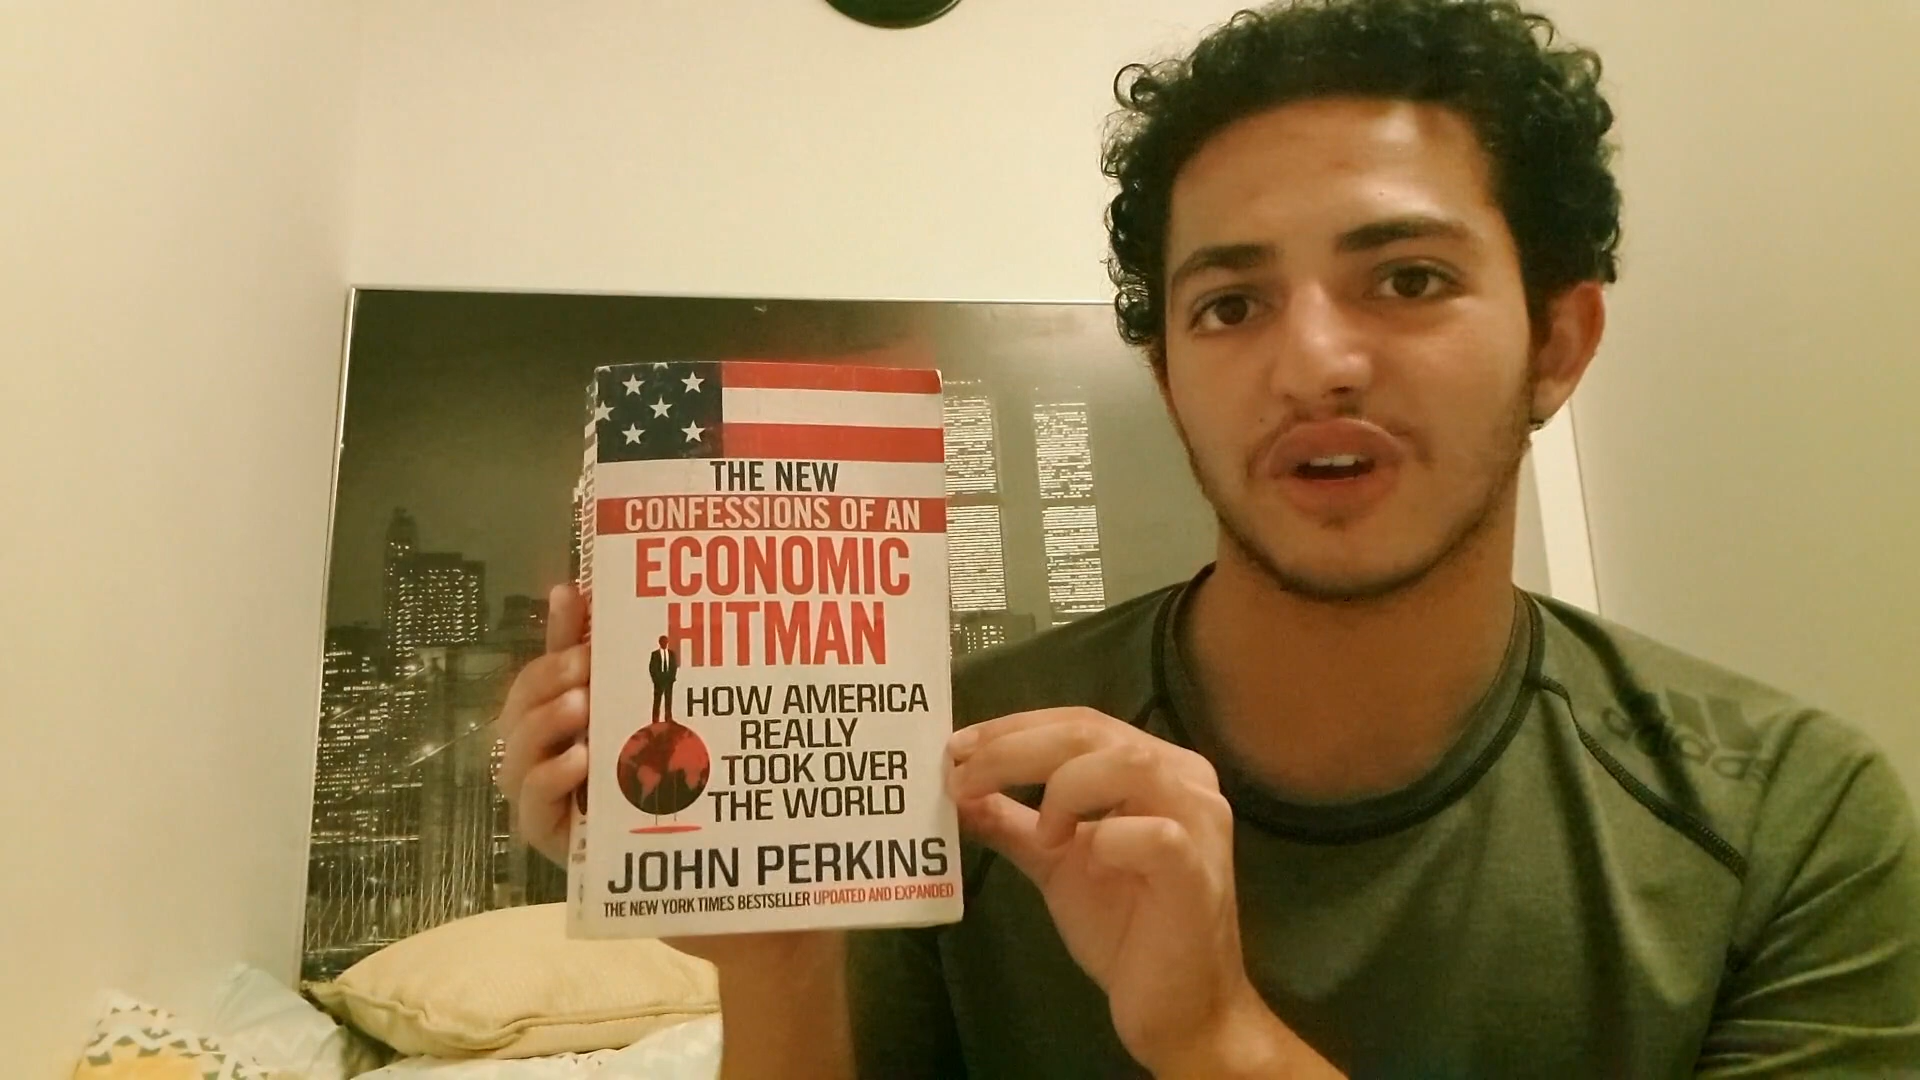 THE NEW
CONFESSIONS OF AN
ECONOMIC
HITMAN
HOW AMERICA
REALLY
TOOK OVER
THE WORLD
JOHN PERKINS
THE NEW YORK TIMES BESTSELLER UPDATED AND EXPANDED
adidas